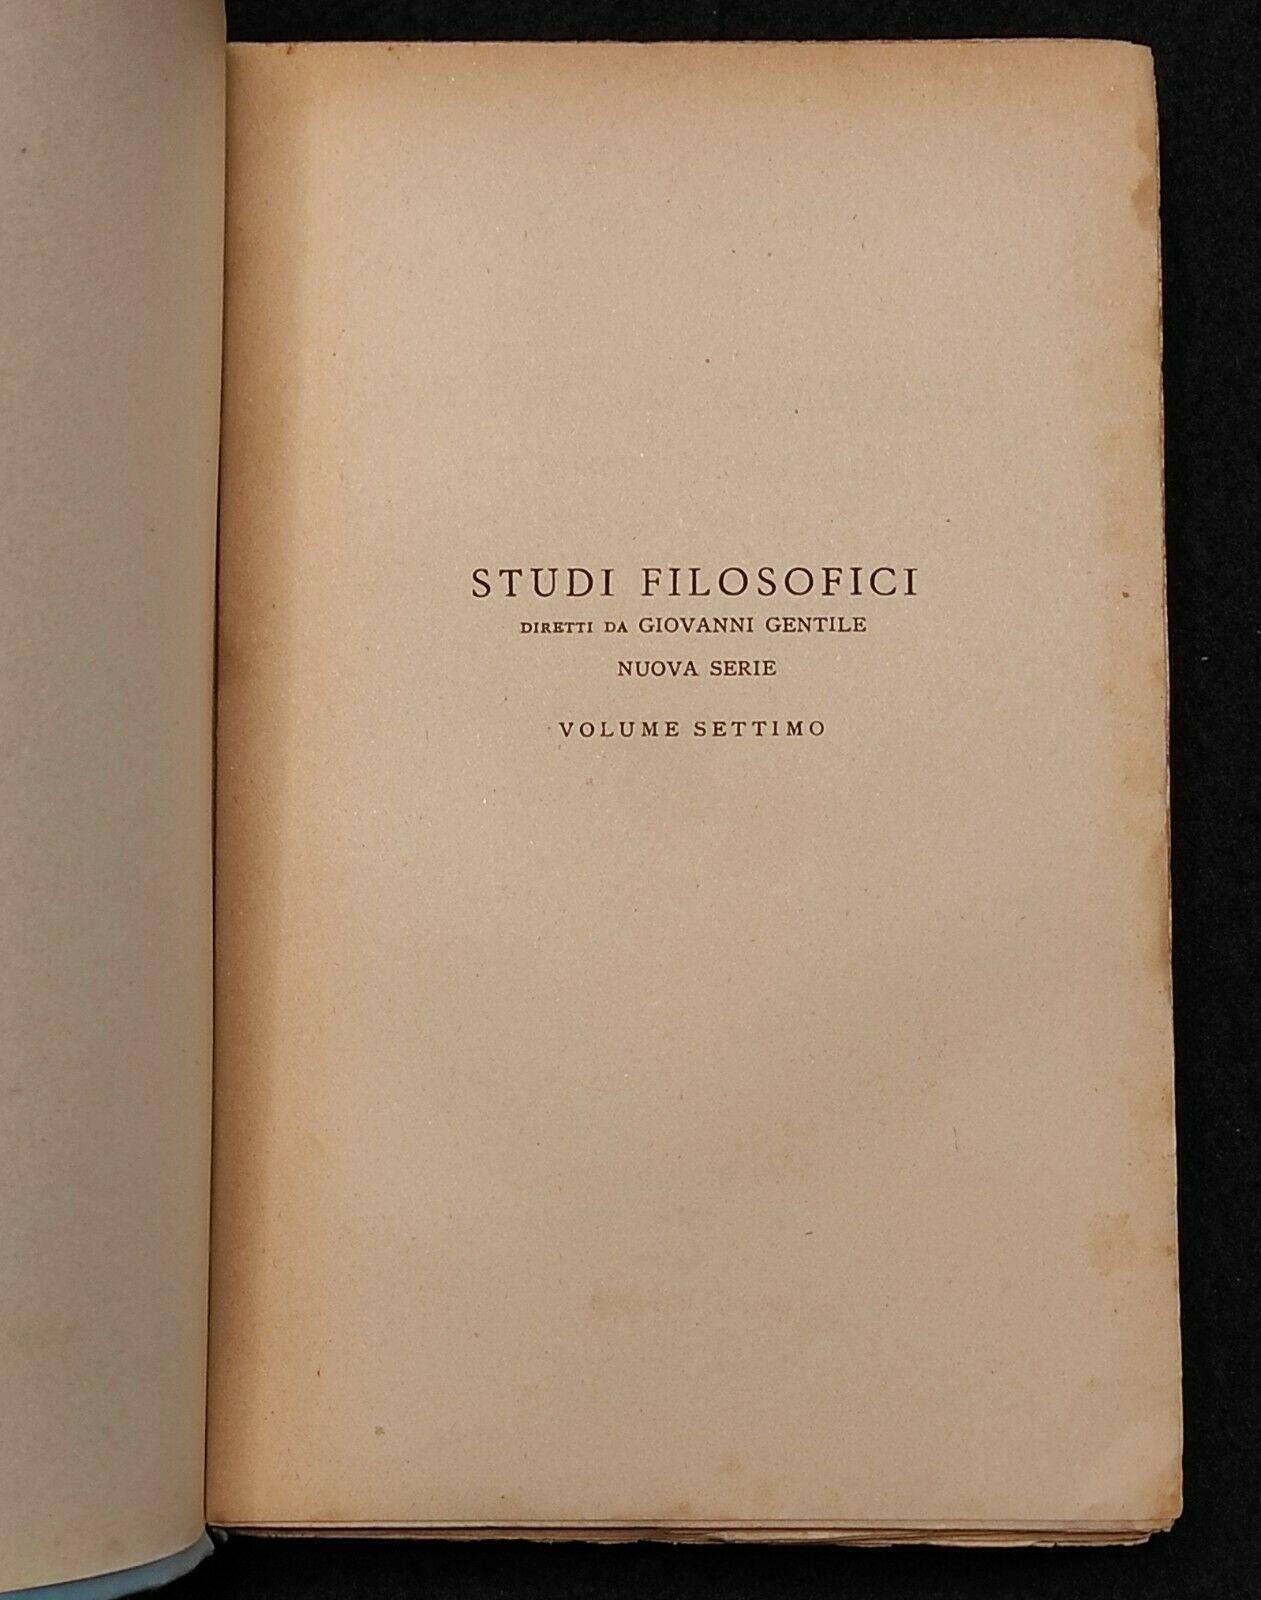 STUDI FILOSOFICI
DIRETTI DA GIOVANNI GENTILE
NUOVA SERIE
VOLUME SETTIMO